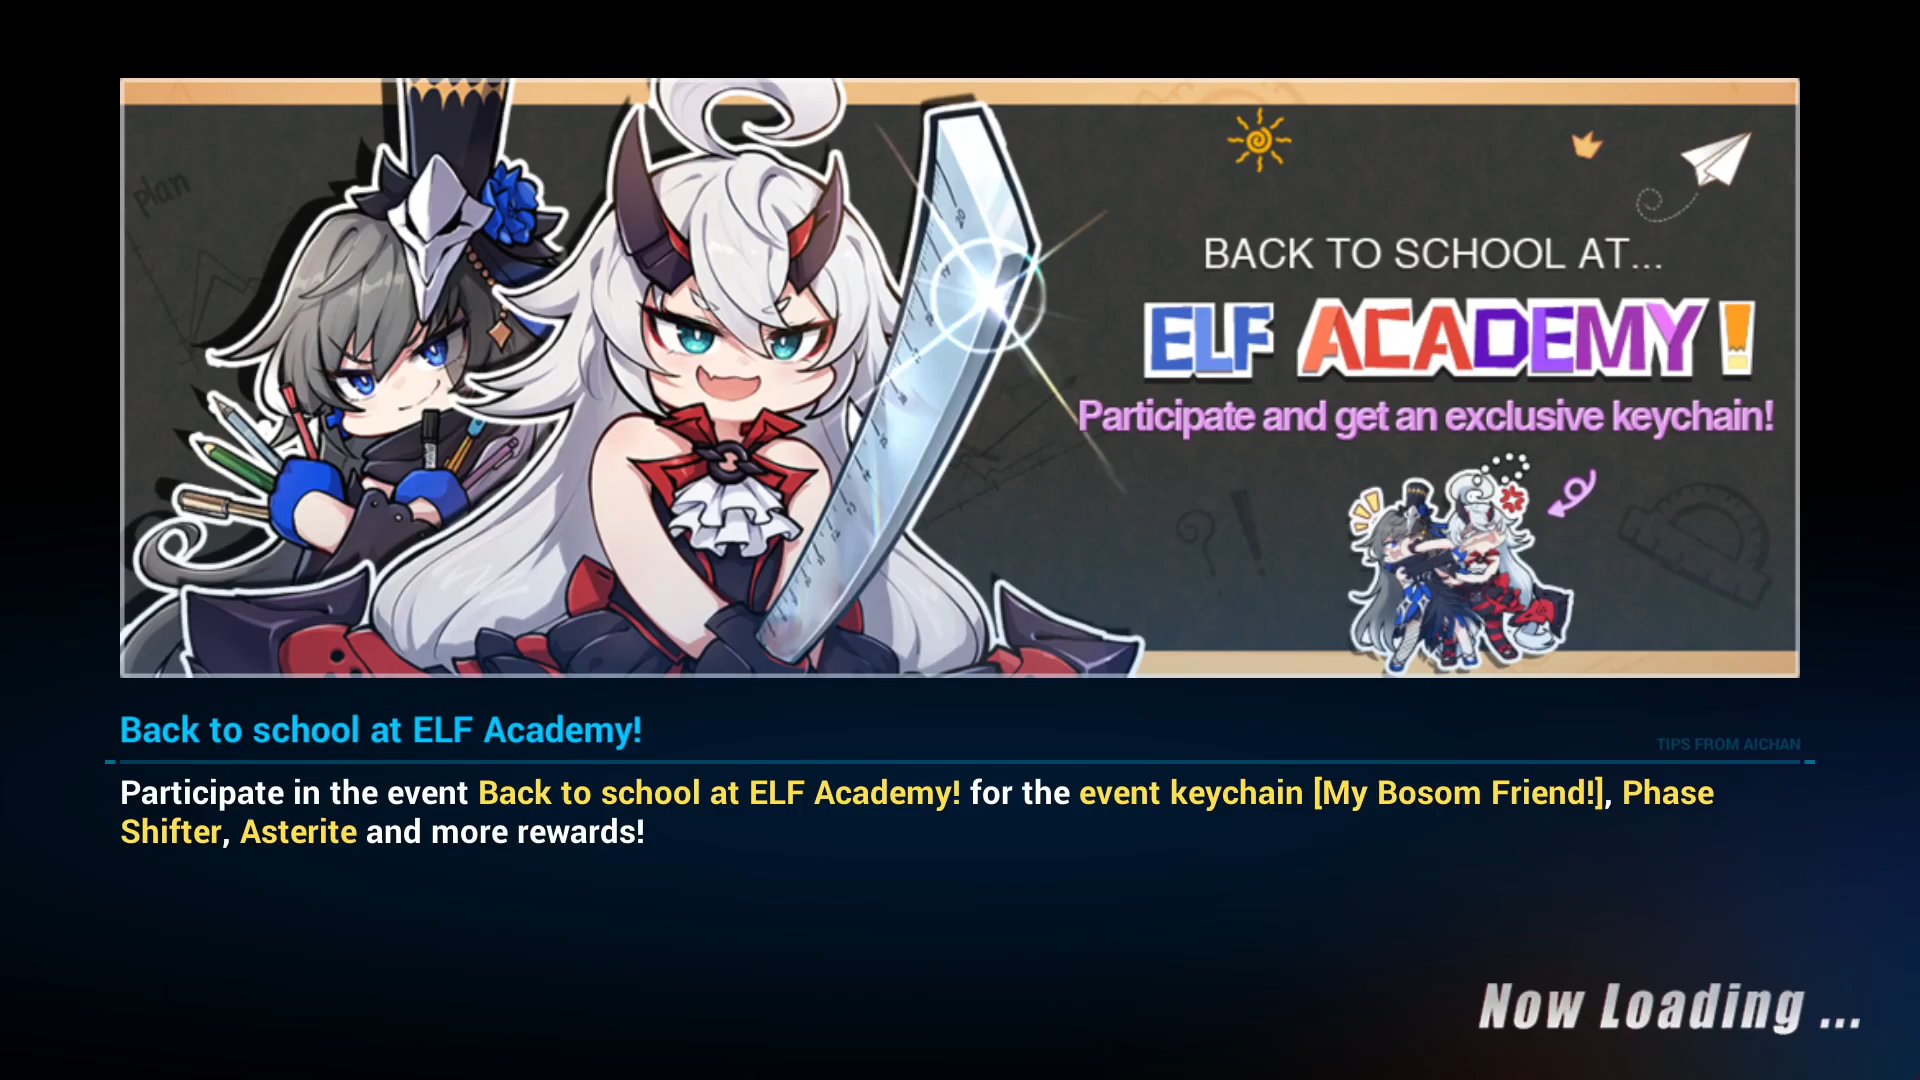 plan
BACK TO SCHOOL AT...
ELF ACADEMY!
Participate and get an exclusive keychain!
Back to school at ELF Academy!
TIPS FROM AICHAN
Participate in the event Back to school at ELF Academy! for the event keychain [My Bosom Friend!], Phase
Shifter, Asterite and more rewards!
Now Loading ...